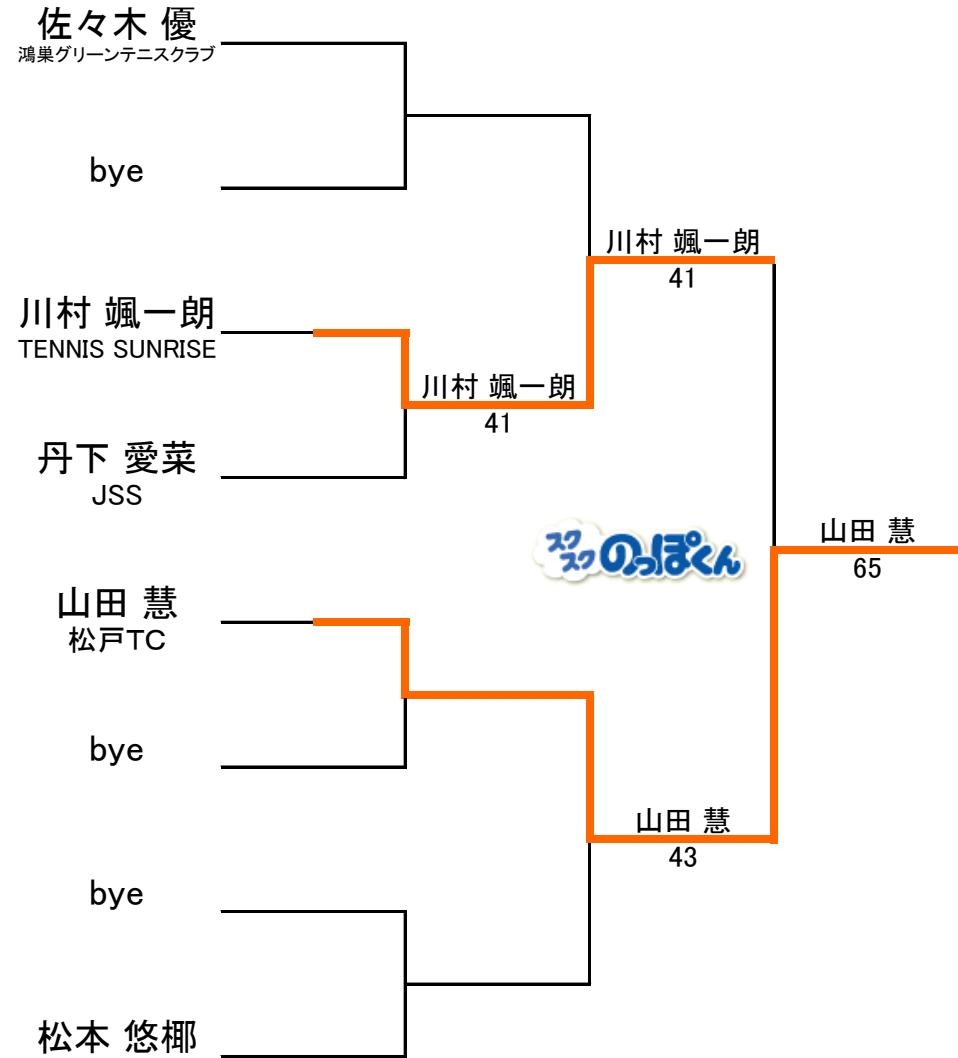 佐々木 優
鴻巣グリーンテニスクラブ
bye
川村 颯一朗
41
川村 颯一朗
TENNIS SUNRISE
川村 颯一朗
41
丹下 愛菜
JSS
スクスク のっぽくん
山田 慧
65
山田 慧
松戸TC
bye
山田 慧
43
bye
松本 悠椰